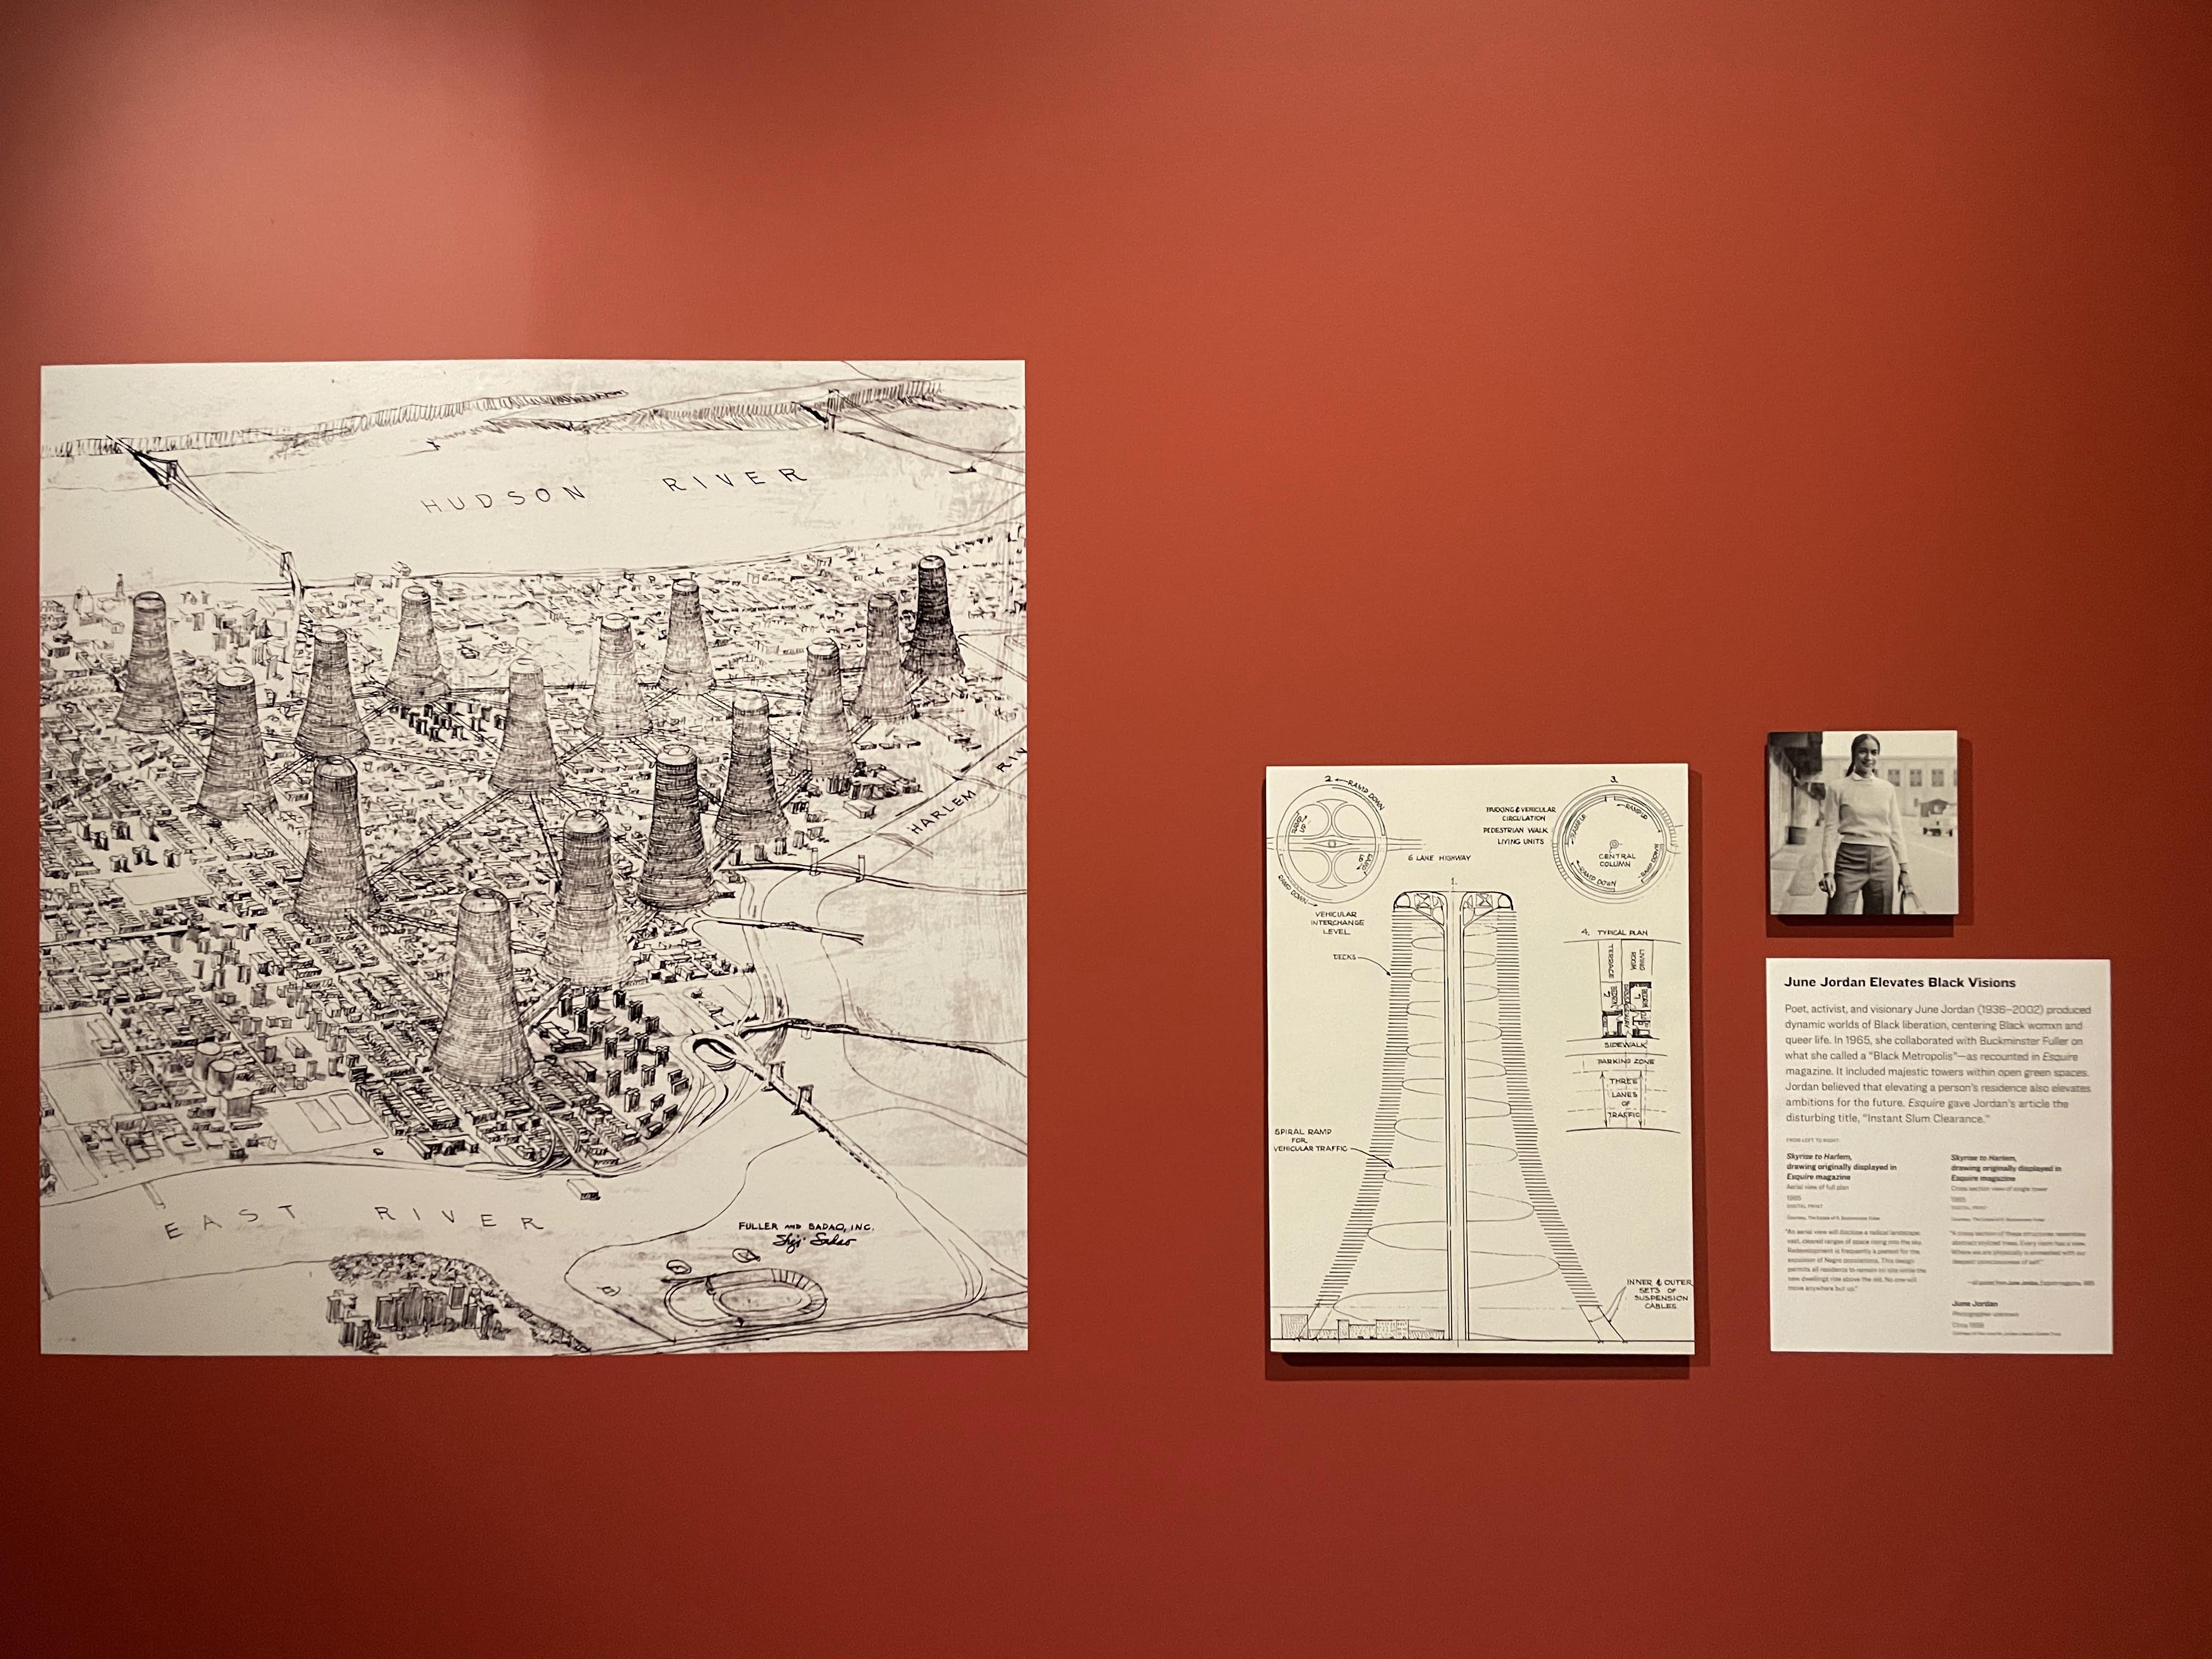 HUDSON RIVER
HARLEM RIV
EAST RIVER
FULLER AND SADAO, INC.
Shoji Sadao
2
RAMP DOWN
RAMP UP
RAMP DOWN
VEHICULAR
INTERCHANGE
LEVEL
6 LANE HIGHWAY
3.
PARKING & VEHICULAR
CIRCULATION
PEDESTRIAN WALK
LIVING UNITS
RAMP UP
CENTRAL
COLUMN
RAMP DOWN
1.
DECKS
SPIRAL RAMP
FOR
VEHICULAR TRAFFIC
4. TYPICAL PLAN
TERRACE
LIVING
ROOM
SIDEWALK
PARKING ZONE
THREE
LANES
OF
TRAFFIC
INNER & OUTER
SETS OF
SUSPENSION
CABLES
June Jordan Elevates Black Visions
Poet, activist, and visionary June Jordan (1936–2002) produced
dynamic worlds of Black liberation, centering Black womxn and
queer life. In 1965, she collaborated with Buckminster Fuller on
what she called a “Black Metropolis”—as recounted in Esquire
magazine. It included majestic towers within open green spaces.
Jordan believed that elevating a person’s residence also elevates
ambitions for the future. Esquire gave Jordan’s article the
disturbing title, “Instant Slum Clearance.”
FROM LEFT TO RIGHT:
Skyrise to Harlem,
drawing originally displayed in
Esquire magazine
Aerial view of full plan
1965
DIGITAL PRINT
Courtesy, The Estate of R. Buckminster Fuller
“An aerial view will disclose a radical landscape:
vast, cleared ranges of space rising into the sky.
Redevelopment is frequently a pretext for the
expulsion of Negro populations. This design
permits all residents to remain on site while the
new dwellings rise above the old. No one will
move anywhere but up.”
Skyrise to Harlem,
drawing originally displayed in
Esquire magazine
Cross section view of single tower
1965
DIGITAL PRINT
Courtesy, The Estate of R. Buckminster Fuller
“A cross section of these structures resembles
abstract stylized trees. Every room has a view.
Where we are physically is enmeshed with our
deepest consciousness of self.”
—all quotes from June Jordan, Esquire magazine, 1965
June Jordan
Photographer unknown